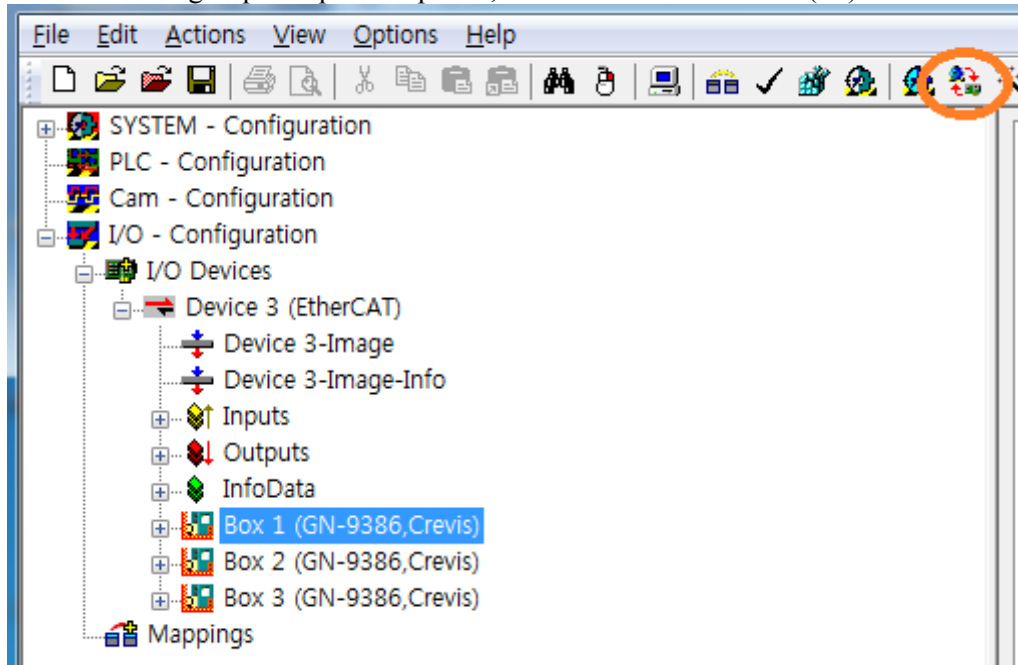 File Edit Actions View Options Help
SYSTEM - Configuration
PLC - Configuration
Cam - Configuration
I/O - Configuration
I/O Devices
Device 3 (EtherCAT)
Device 3-Image
Device 3-Image-Info
Inputs
Outputs
InfoData
Box 1 (GN-9386,Crevis)
Box 2 (GN-9386,Crevis)
Box 3 (GN-9386,Crevis)
Mappings